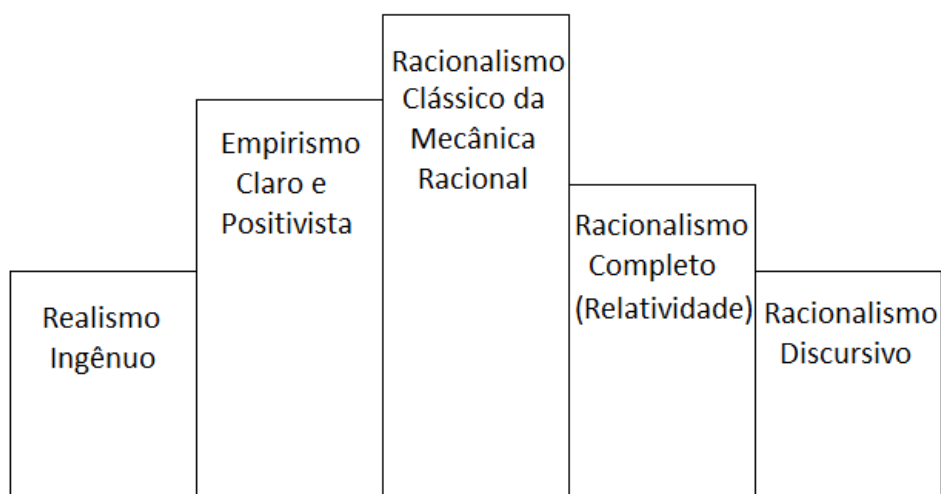 Realismo
Ingênuo
Empirismo
Claro e
Positivista
Racionalismo
Clássico da
Mecânica
Racional
Racionalismo
Completo
(Relatividade)
Racionalismo
Discursivo